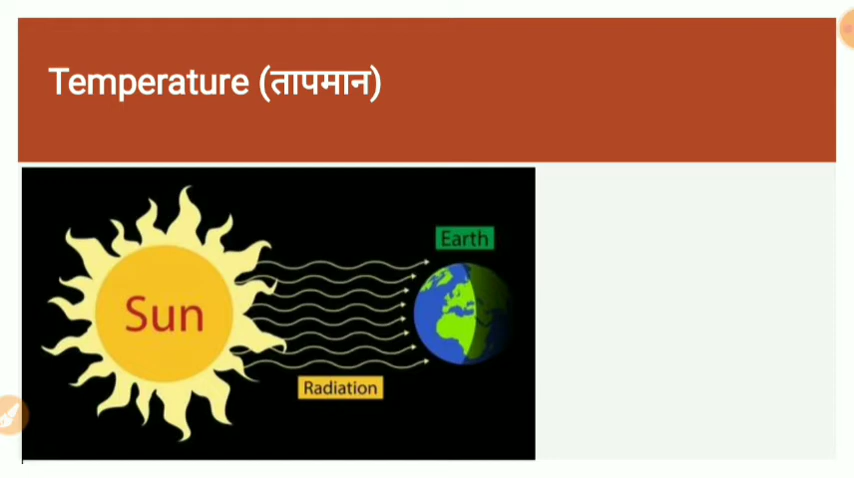 Temperature (तापमान)
Earth
Sun
Radiation